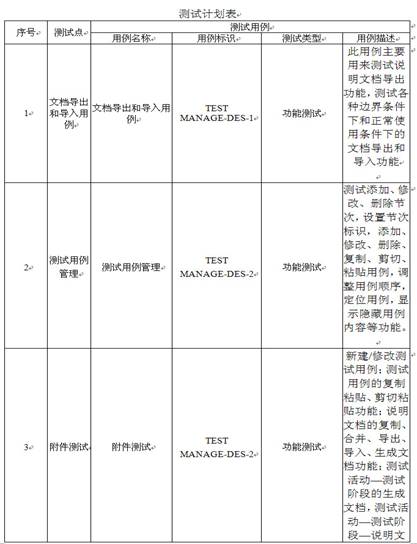 测试计划表
序号 测试点 测试用例
用例名称 用例标识 测试类型 用例描述
1
文档导出
和导入用
例
文档导出和导入用
例
TEST
MANAGE-DES-1
功能测试
此用例主要
用来测试说
明文档导出
功能，测试各
种边界条件
下和正常使
用条件下的
文档导出和
导入功能
2
测试用例
管理
测试用例管理
TEST
MANAGE-DES-2
功能测试
测试添加、修
改、删除节
次，设置节次
标识，添加、
修改、删除、
复制、剪切、
粘贴用例，调
整用例顺序，
定位用例，显
示隐藏用例
内容等功能。
3
附件测试
附件测试
TEST
MANAGE-DES-2
功能测试
新建/修改测
试用例；测试
用例的复制
粘贴、剪切粘
贴功能；说明
文档的复制、
合并、导出、
导入、生成文
档功能；测试
活动—测试
阶段的生成
文档，测试活
动—测试阶
段—说明文